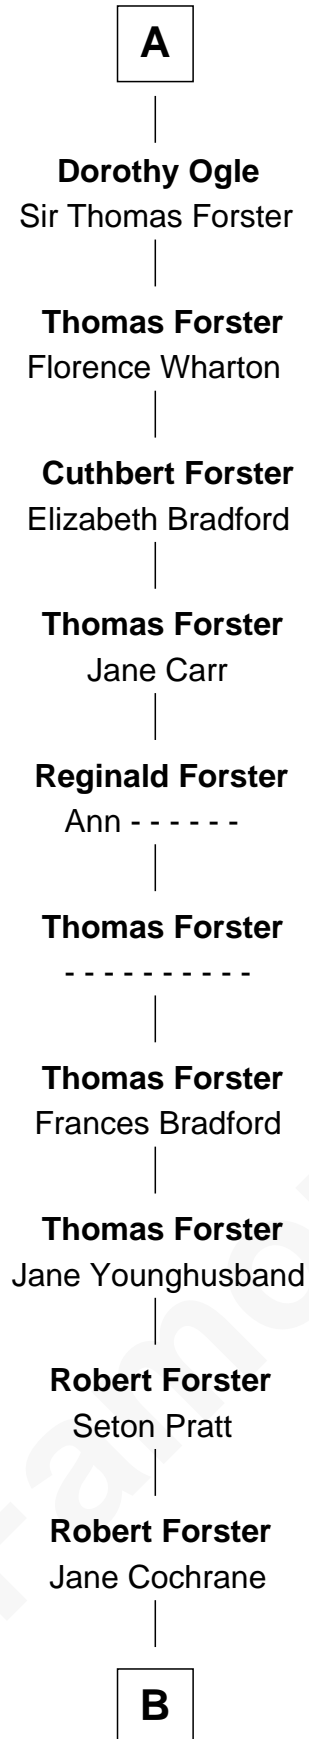 A
Dorothy Ogle
Sir Thomas Forster
Thomas Forster
Florence Wharton
Cuthbert Forster
Elizabeth Bradford
Thomas Forster
Jane Carr
Reginald Forster
Ann - - - - - -
Thomas Forster
- - - - - - - - - -
Thomas Forster
Frances Bradford
Thomas Forster
Jane Younghusband
Robert Forster
Seton Pratt
Robert Forster
Jane Cochrane
B
Famo